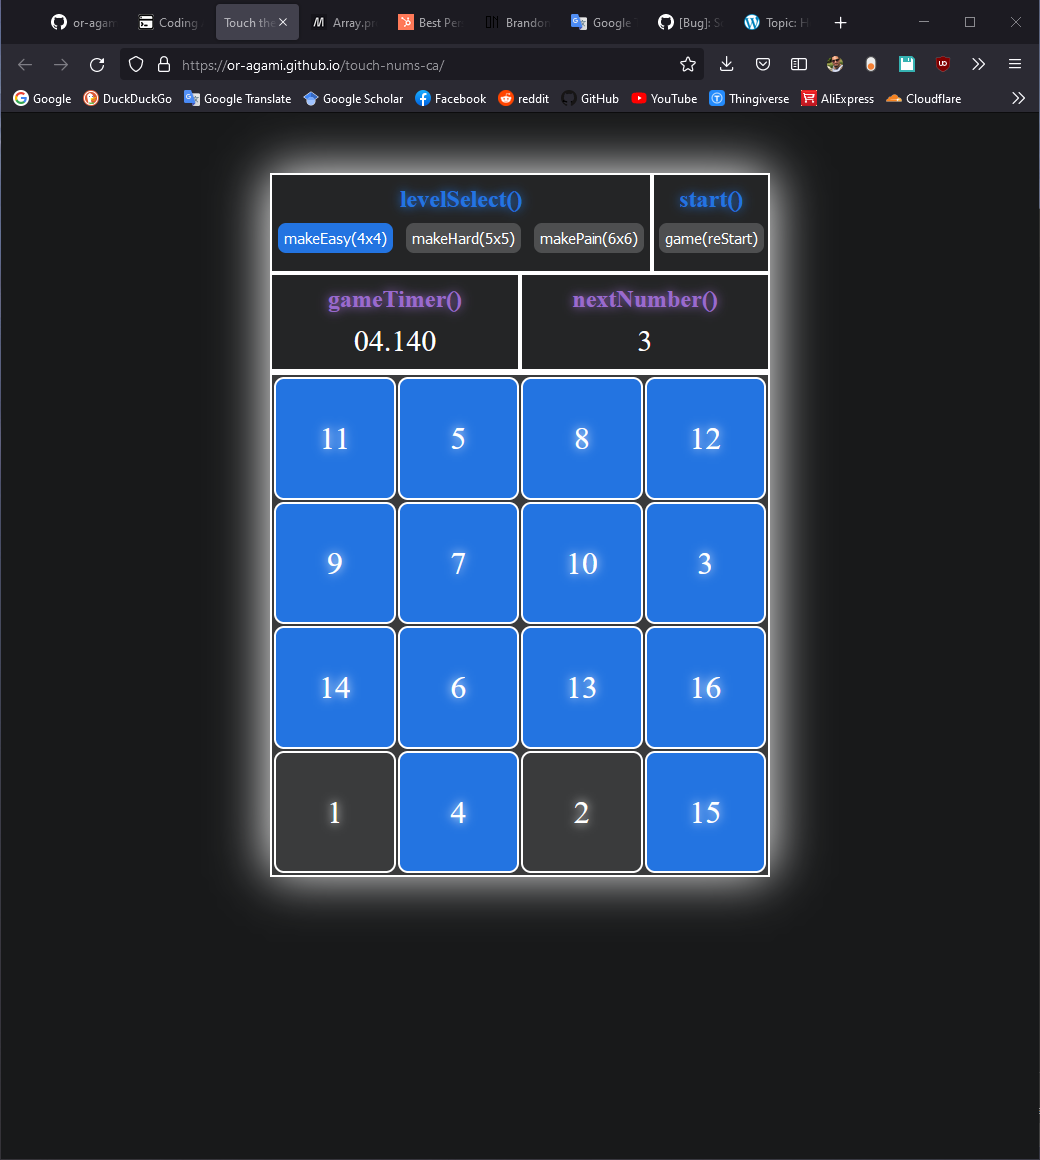 or-agam Coding Touch the Array.pr Best Per Brandon Google [Bug]: S Topic: H
https://or-agami.github.io/touch-nums-ca/
Google DuckDuckGo Google Translate Google Scholar Facebook reddit GitHub YouTube Thingiverse AliExpress Cloudflare
levelSelect() start()
makeEasy(4x4) makeHard(5x5) makePain(6x6) game(reStart)
gameTimer() nextNumber()
04.140 3
11 5 8 12
9 7 10 3
14 6 13 16
1 4 2 15